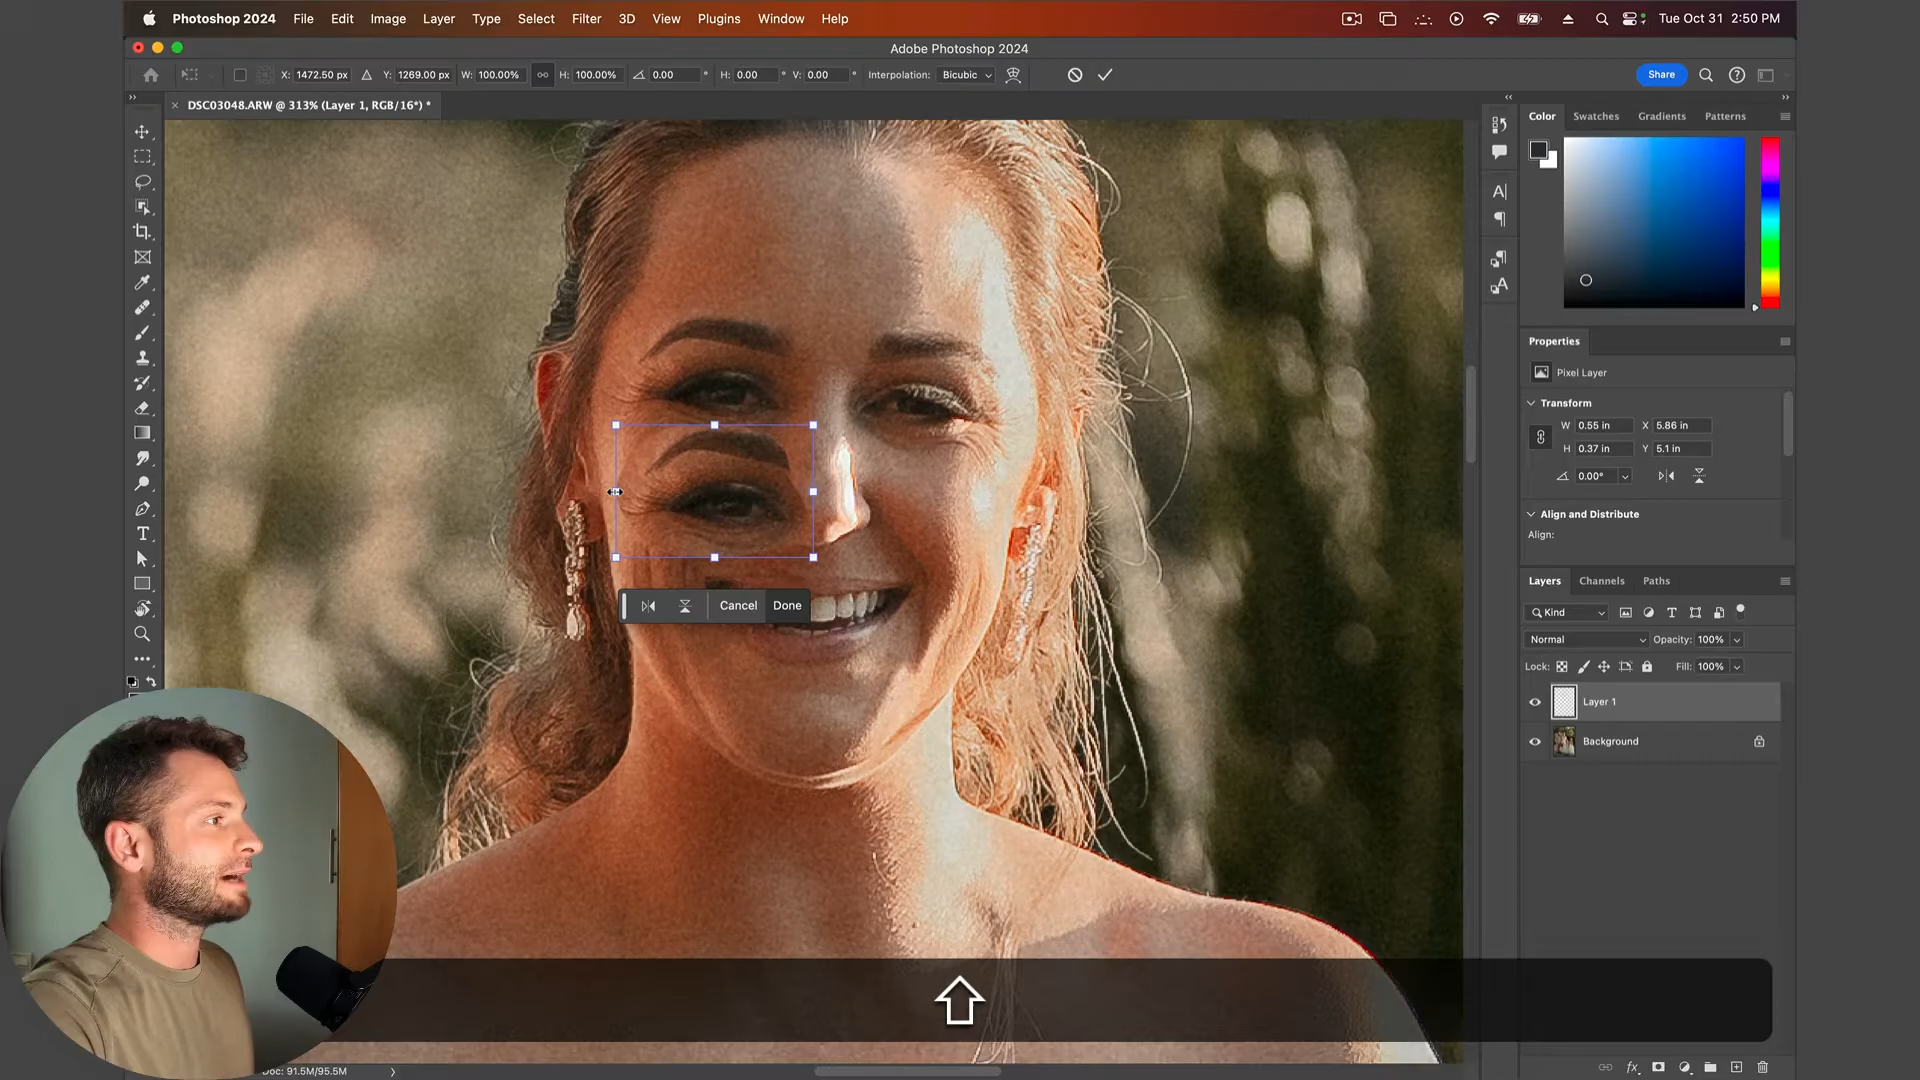 Photoshop 2024 File Edit Image Layer Type Select Filter 3D View Plugins Window Help Tue Oct 31 2:50 PM
Adobe Photoshop 2024
X: 1472.50 px Y: 1269.00 px W: 100.00% H: 100.00% 0.00 ° H: 0.00 V: 0.00 ° Interpolation: Bicubic Share
DSC03048.ARW @ 313% (Layer 1, RGB/16*) *
Color Swatches Gradients Patterns
Properties
Pixel Layer
Transform
W 0.55 in X 5.86 in
H 0.37 in Y 5.1 in
0.00°
Align and Distribute
Align:
Cancel Done
Layers Channels Paths
Kind
Normal Opacity: 100%
Lock: Fill: 100%
Layer 1
Background
Doc: 91.5M/95.5M
fx